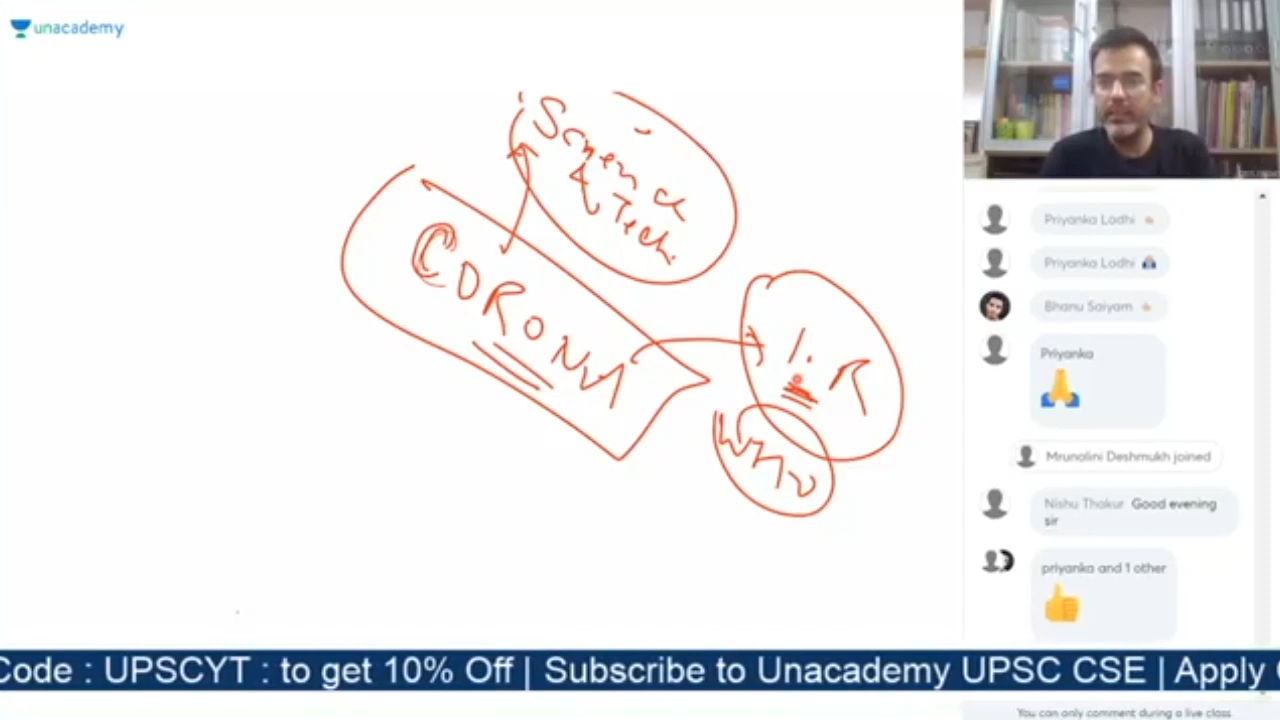 unacademy
Science
& Tech.
CORONA
I. R
WHO
Priyanka Lodhi
Priyanka Lodhi
Bhanu Saiyam
Priyanka
Mrunalini Deshmukh joined
Nishu Thakur Good evening
sir
priyanka and 1 other
Code : UPSCYT : to get 10% Off | Subscribe to Unacademy UPSC CSE | Apply
You can only comment during a live class.